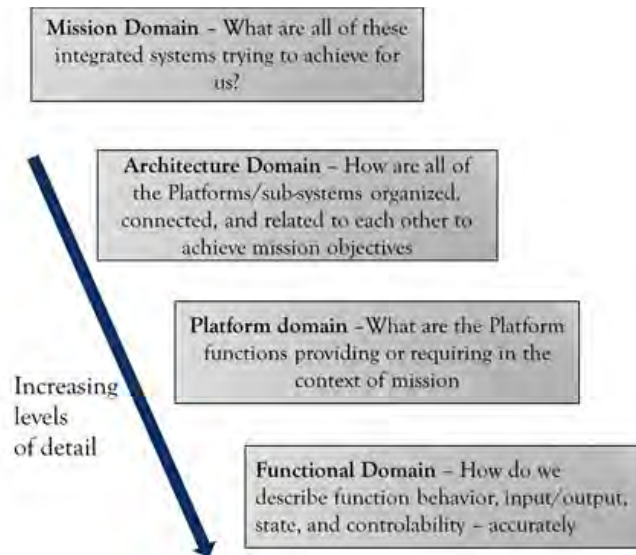 Mission Domain – What are all of these
integrated systems trying to achieve for
us?
Architecture Domain – How are all of
the Platforms/sub-systems organized,
connected, and related to each other to
achieve mission objectives
Platform domain –What are the Platform
functions providing or requiring in the
context of mission
Increasing
levels
of detail
Functional Domain – How do we
describe function behavior, input/output,
state, and controlability – accurately